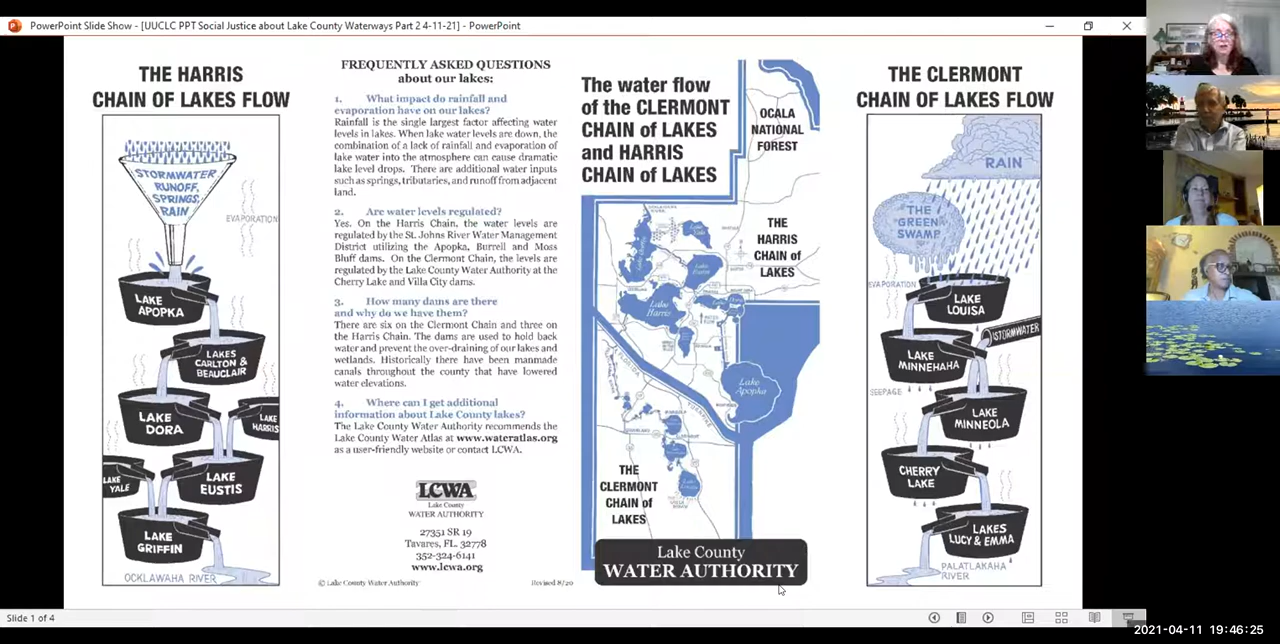 PowerPoint Slide Show - [UUCLC PPT Social Justice about Lake County Waterways Part 2 4-11-21] - PowerPoint
THE HARRIS
CHAIN OF LAKES FLOW
STORMWATER
RUNOFF,
SPRINGS,
RAIN
EVAPORATION
LAKE
APOPKA
LAKES
CARLTON &
BEAUCLAIR
LAKE
DORA
LAKE
HARRIS
LAKE
YALE
LAKE
EUSTIS
LAKE
GRIFFIN
OCKLAWAHA RIVER
FREQUENTLY ASKED QUESTIONS
about our lakes:
1. What impact do rainfall and
evaporation have on our lakes?
Rainfall is the single largest factor affecting water
levels in lakes. When lake water levels are down, the
combination of a lack of rainfall and evaporation of
lake water into the atmosphere can cause dramatic
lake level drops. There are additional water inputs
such as springs, tributaries, and runoff from adjacent
land.
2. Are water levels regulated?
Yes. On the Harris Chain, the water levels are
regulated by the St. Johns River Water Management
District utilizing the Apopka, Burrell and Moss
Bluff dams. On the Clermont Chain, the levels are
regulated by the Lake County Water Authority at the
Cherry Lake and Villa City dams.
3. How many dams are there
and why do we have them?
There are six on the Clermont Chain and three on
the Harris Chain. The dams are used to hold back
water and prevent the over-draining of our lakes and
wetlands. Historically there have been manmade
canals throughout the county that have lowered
water elevations.
4. Where can I get additional
information about Lake County lakes?
The Lake County Water Authority recommends the
Lake County Water Atlas at www.wateratlas.org
as a user-friendly website or contact LCWA.
LCWA
Lake County
WATER AUTHORITY
27351 SR 19
Tavares, FL. 32778
352-324-6141
www.lcwa.org
© Lake County Water Authority
Revised 8/20
The water flow
of the CLERMONT
CHAIN of LAKES
and HARRIS
CHAIN of LAKES
OCALA
NATIONAL
FOREST
THE
HARRIS
CHAIN of
LAKES
Lake
Harris
Lake
Apopka
THE
CLERMONT
CHAIN of
LAKES
Lake County
WATER AUTHORITY
THE CLERMONT
CHAIN OF LAKES FLOW
RAIN
THE
GREEN
SWAMP
EVAPORATION
LAKE
LOUISA
STORMWATER
LAKE
MINNEHAHA
SEEPAGE
LAKE
MINNEOLA
CHERRY
LAKE
LAKES
LUCY & EMMA
PALATLAKAHA
RIVER
Slide 1 of 4
2021-04-11 19:46:25